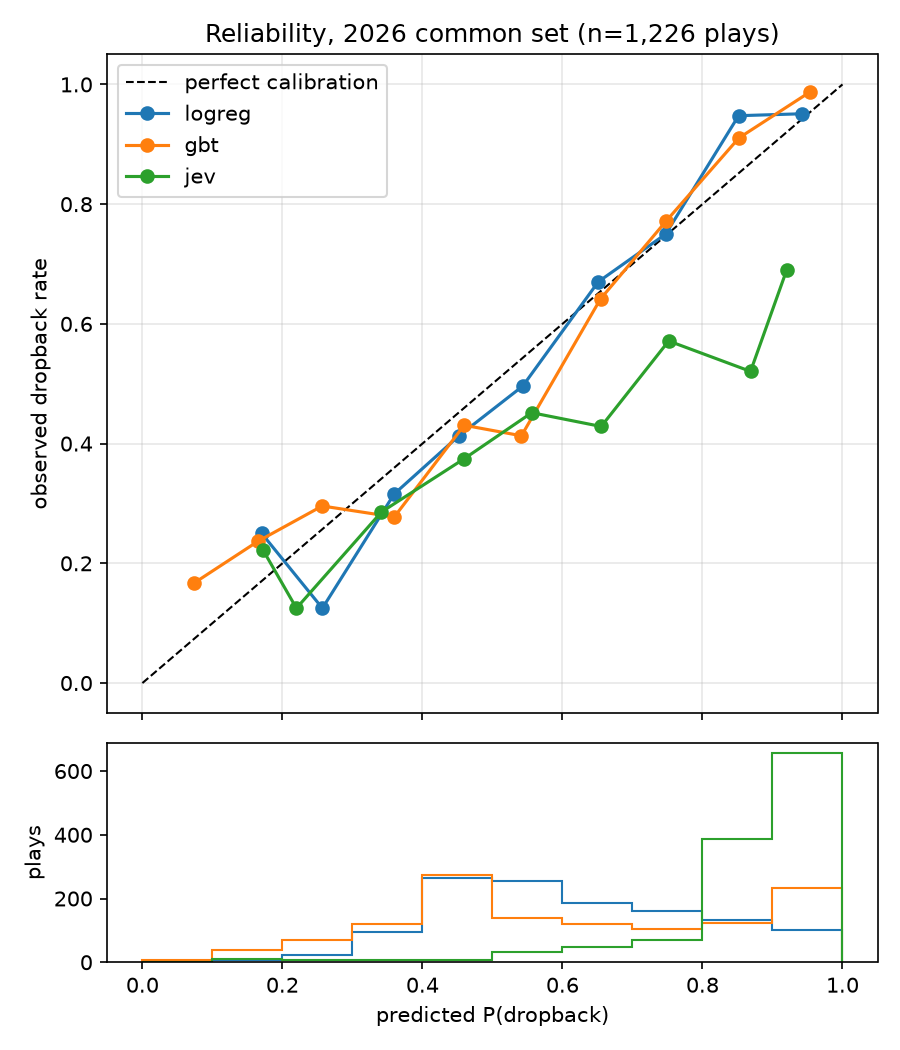 Reliability, 2026 common set (n=1,226 plays)
perfect calibration
logreg
gbt
jev
1.0
0.8
0.6
0.4
0.2
0.0
observed dropback rate
600
400
200
0
plays
0.0 0.2 0.4 0.6 0.8 1.0
predicted P(dropback)